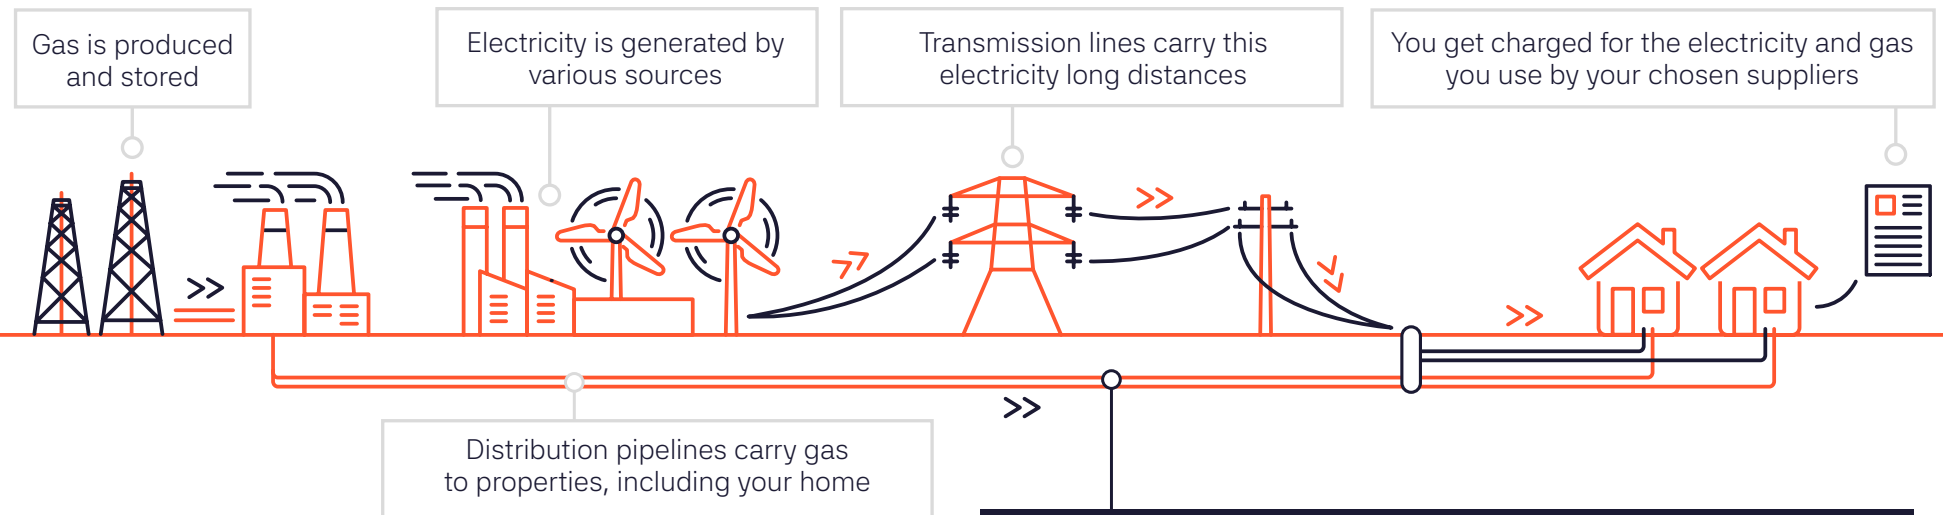 Gas is produced
and stored
Electricity is generated by
various sources
Transmission lines carry this
electricity long distances
You get charged for the electricity and gas
you use by your chosen suppliers
Distribution pipelines carry gas
to properties, including your home